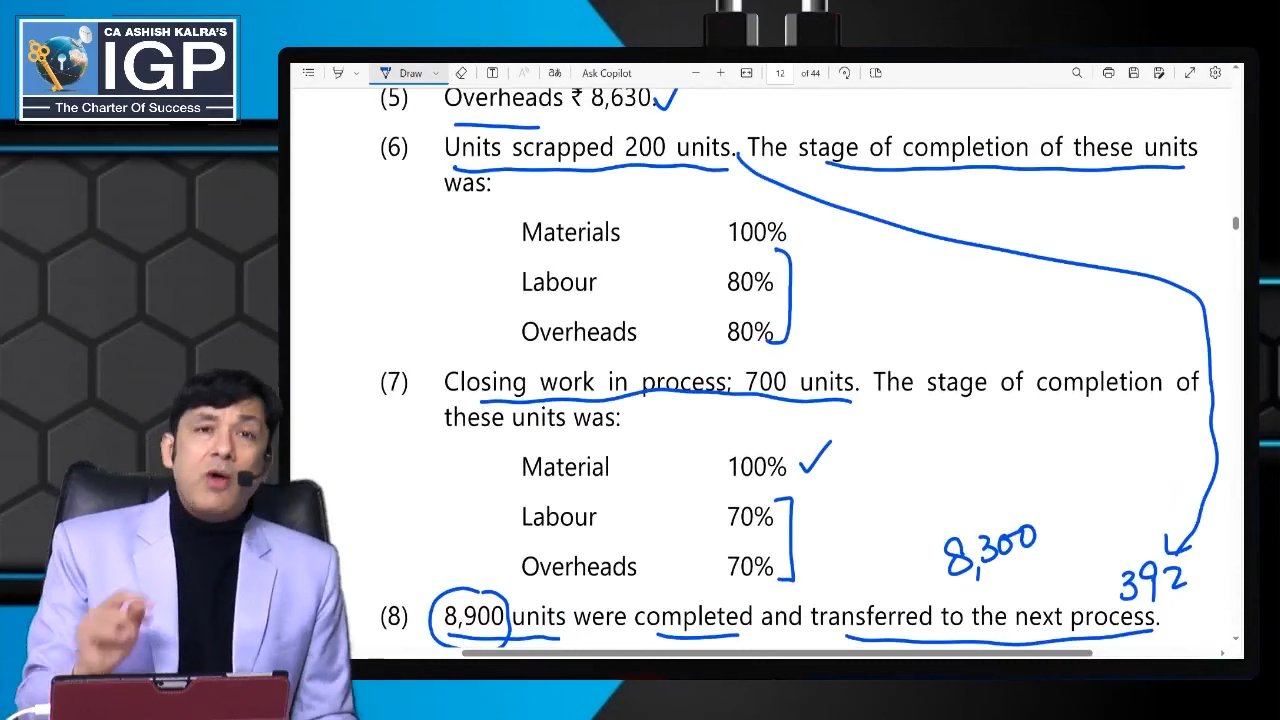 CA ASHISH KALRA'S
IGP
The Charter Of Success
Draw
Ask Copilot
12 of 44
(5) Overheads ₹ 8,630.
(6) Units scrapped 200 units. The stage of completion of these units
was:
Materials 100%
Labour 80%
Overheads 80%
(7) Closing work in process; 700 units. The stage of completion of
these units was:
Material 100%
Labour 70%
Overheads 70%
8,300
392
(8) 8,900 units were completed and transferred to the next process.